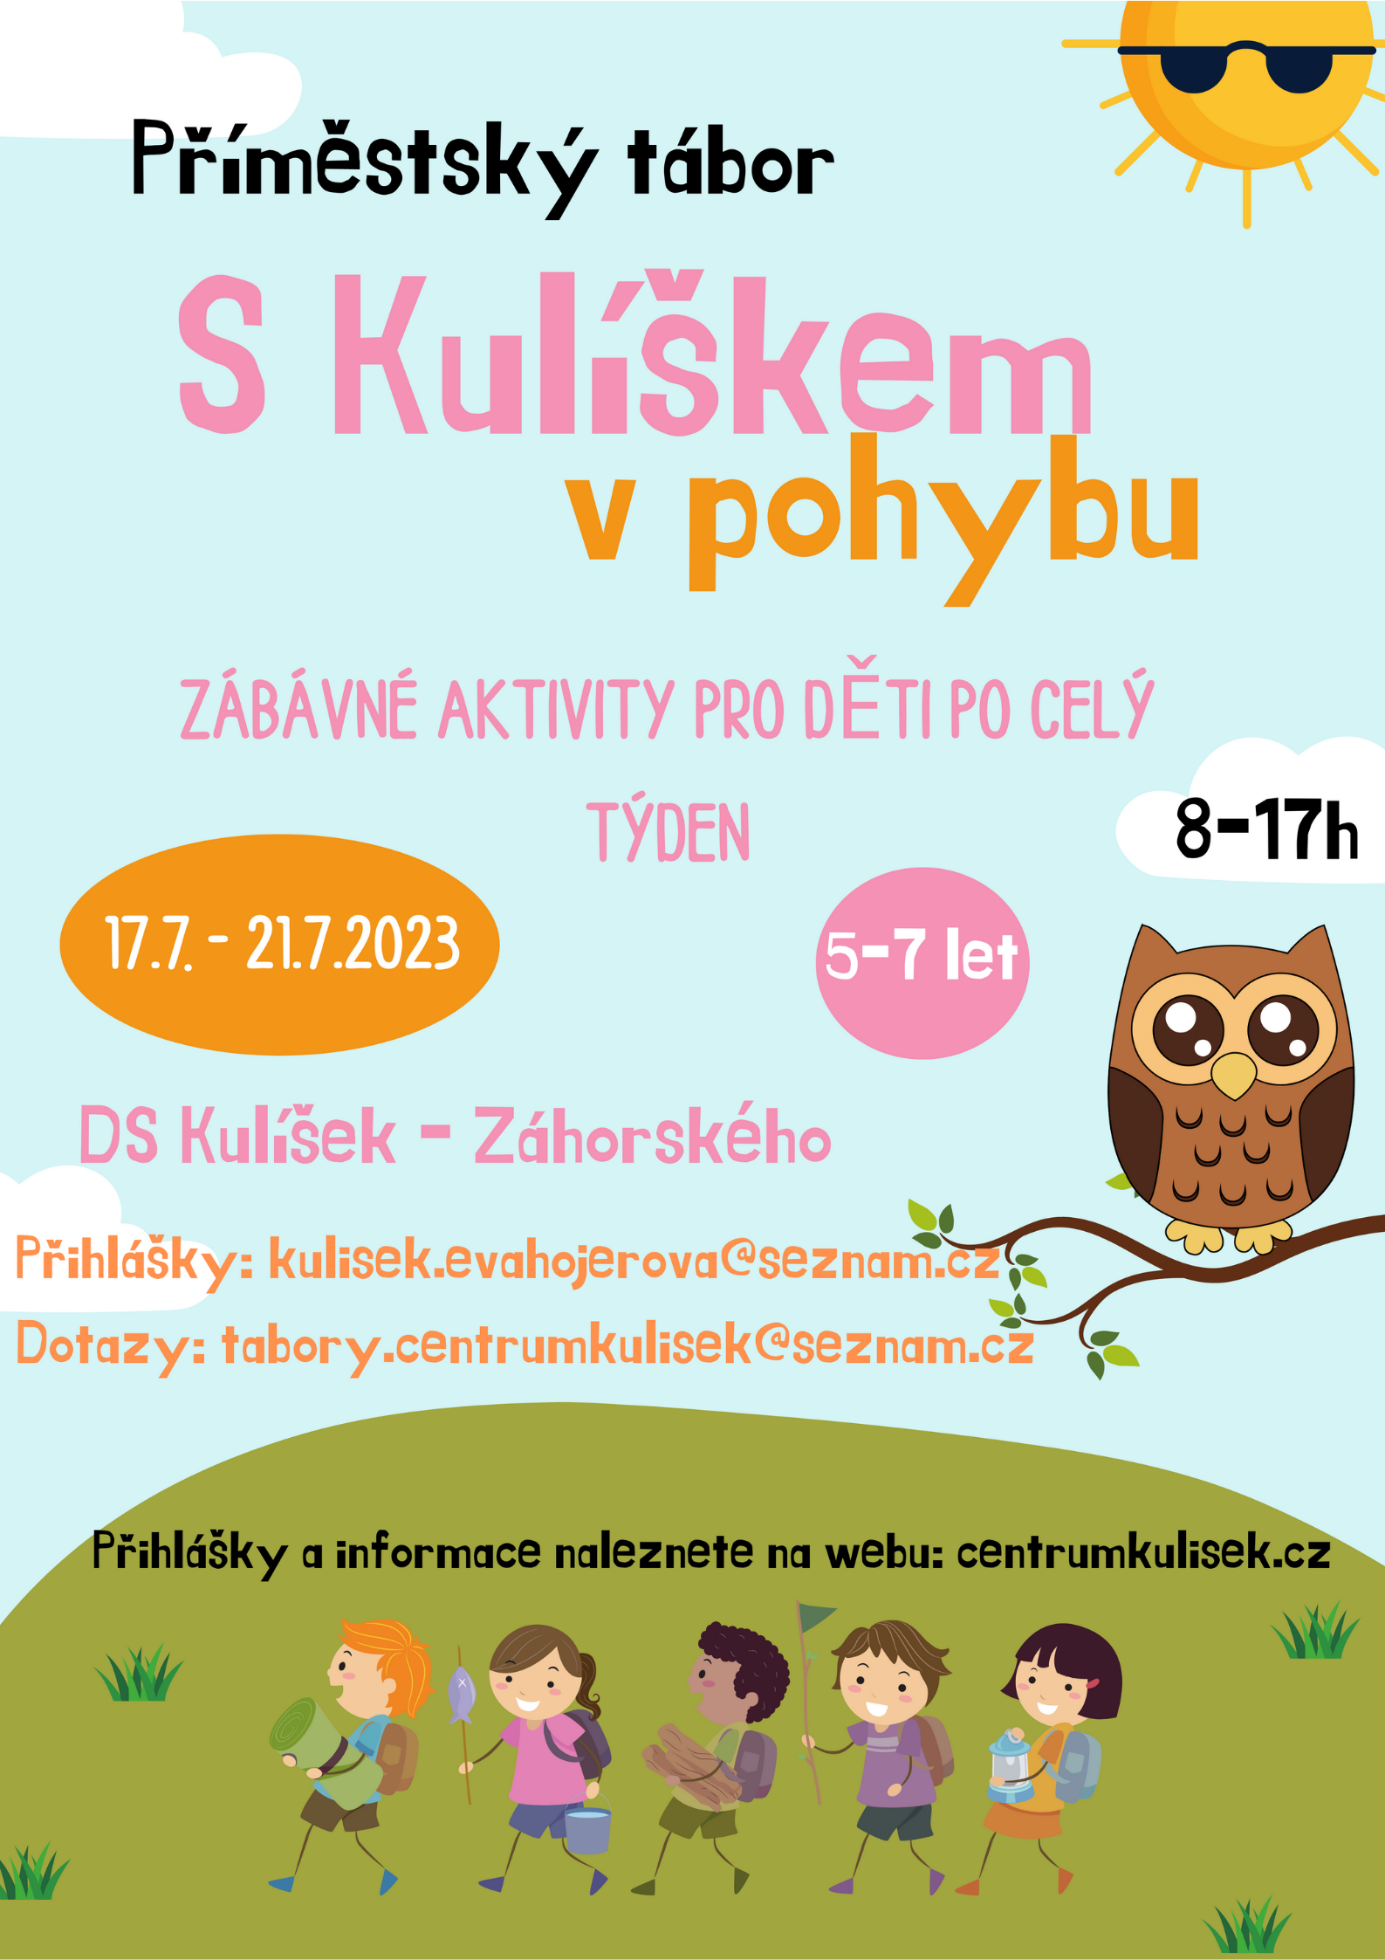 Příměstský tábor
S Kulíškem
v pohybu
ZÁBÁVNÉ AKTIVITY PRO DĚTI PO CELÝ
TÝDEN
8-17h
17.7. - 21.7.2023
5-7 let
DS Kulíšek - Záhorského
Přihlášky: kulisek.evahojerova@seznam.cz
Dotazy: tabory.centrumkulisek@seznam.cz
Přihlášky a informace naleznete na webu: centrumkulisek.cz